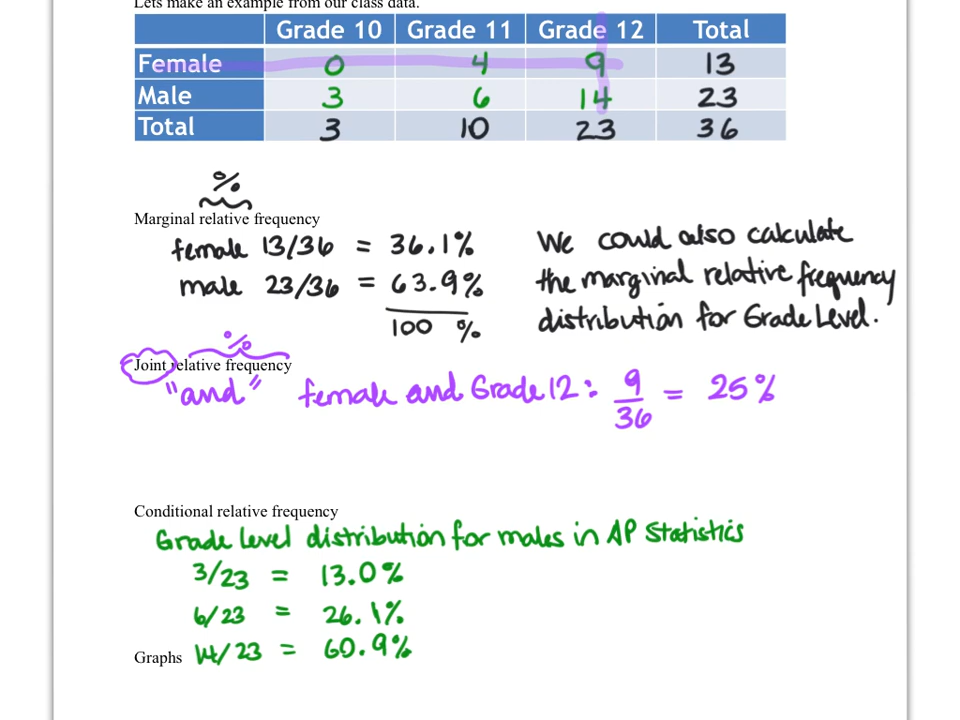 Lets make an example from our class data.
Grade 10 Grade 11 Grade 12 Total
Female 0 4 9 13
Male 3 6 14 23
Total 3 10 23 36
%
Marginal relative frequency
female 13/36 = 36.1%
male 23/36 = 63.9%
100 %
We could also calculate
the marginal relative frequency
distribution for Grade Level.
%
Joint relative frequency
"and" female and Grade 12: 9/36 = 25%
Conditional relative frequency
Grade level distribution for males in AP Statistics
3/23 = 13.0%
6/23 = 26.1%
14/23 = 60.9%
Graphs